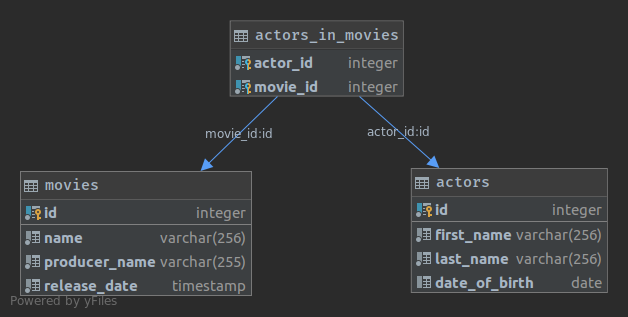 actors_in_movies
actor_id integer
movie_id integer
movie_id:id
actor_id:id
movies
id integer
name varchar(256)
producer_name varchar(255)
release_date timestamp
actors
id integer
first_name varchar(256)
last_name varchar(256)
date_of_birth date
Powered by yFiles